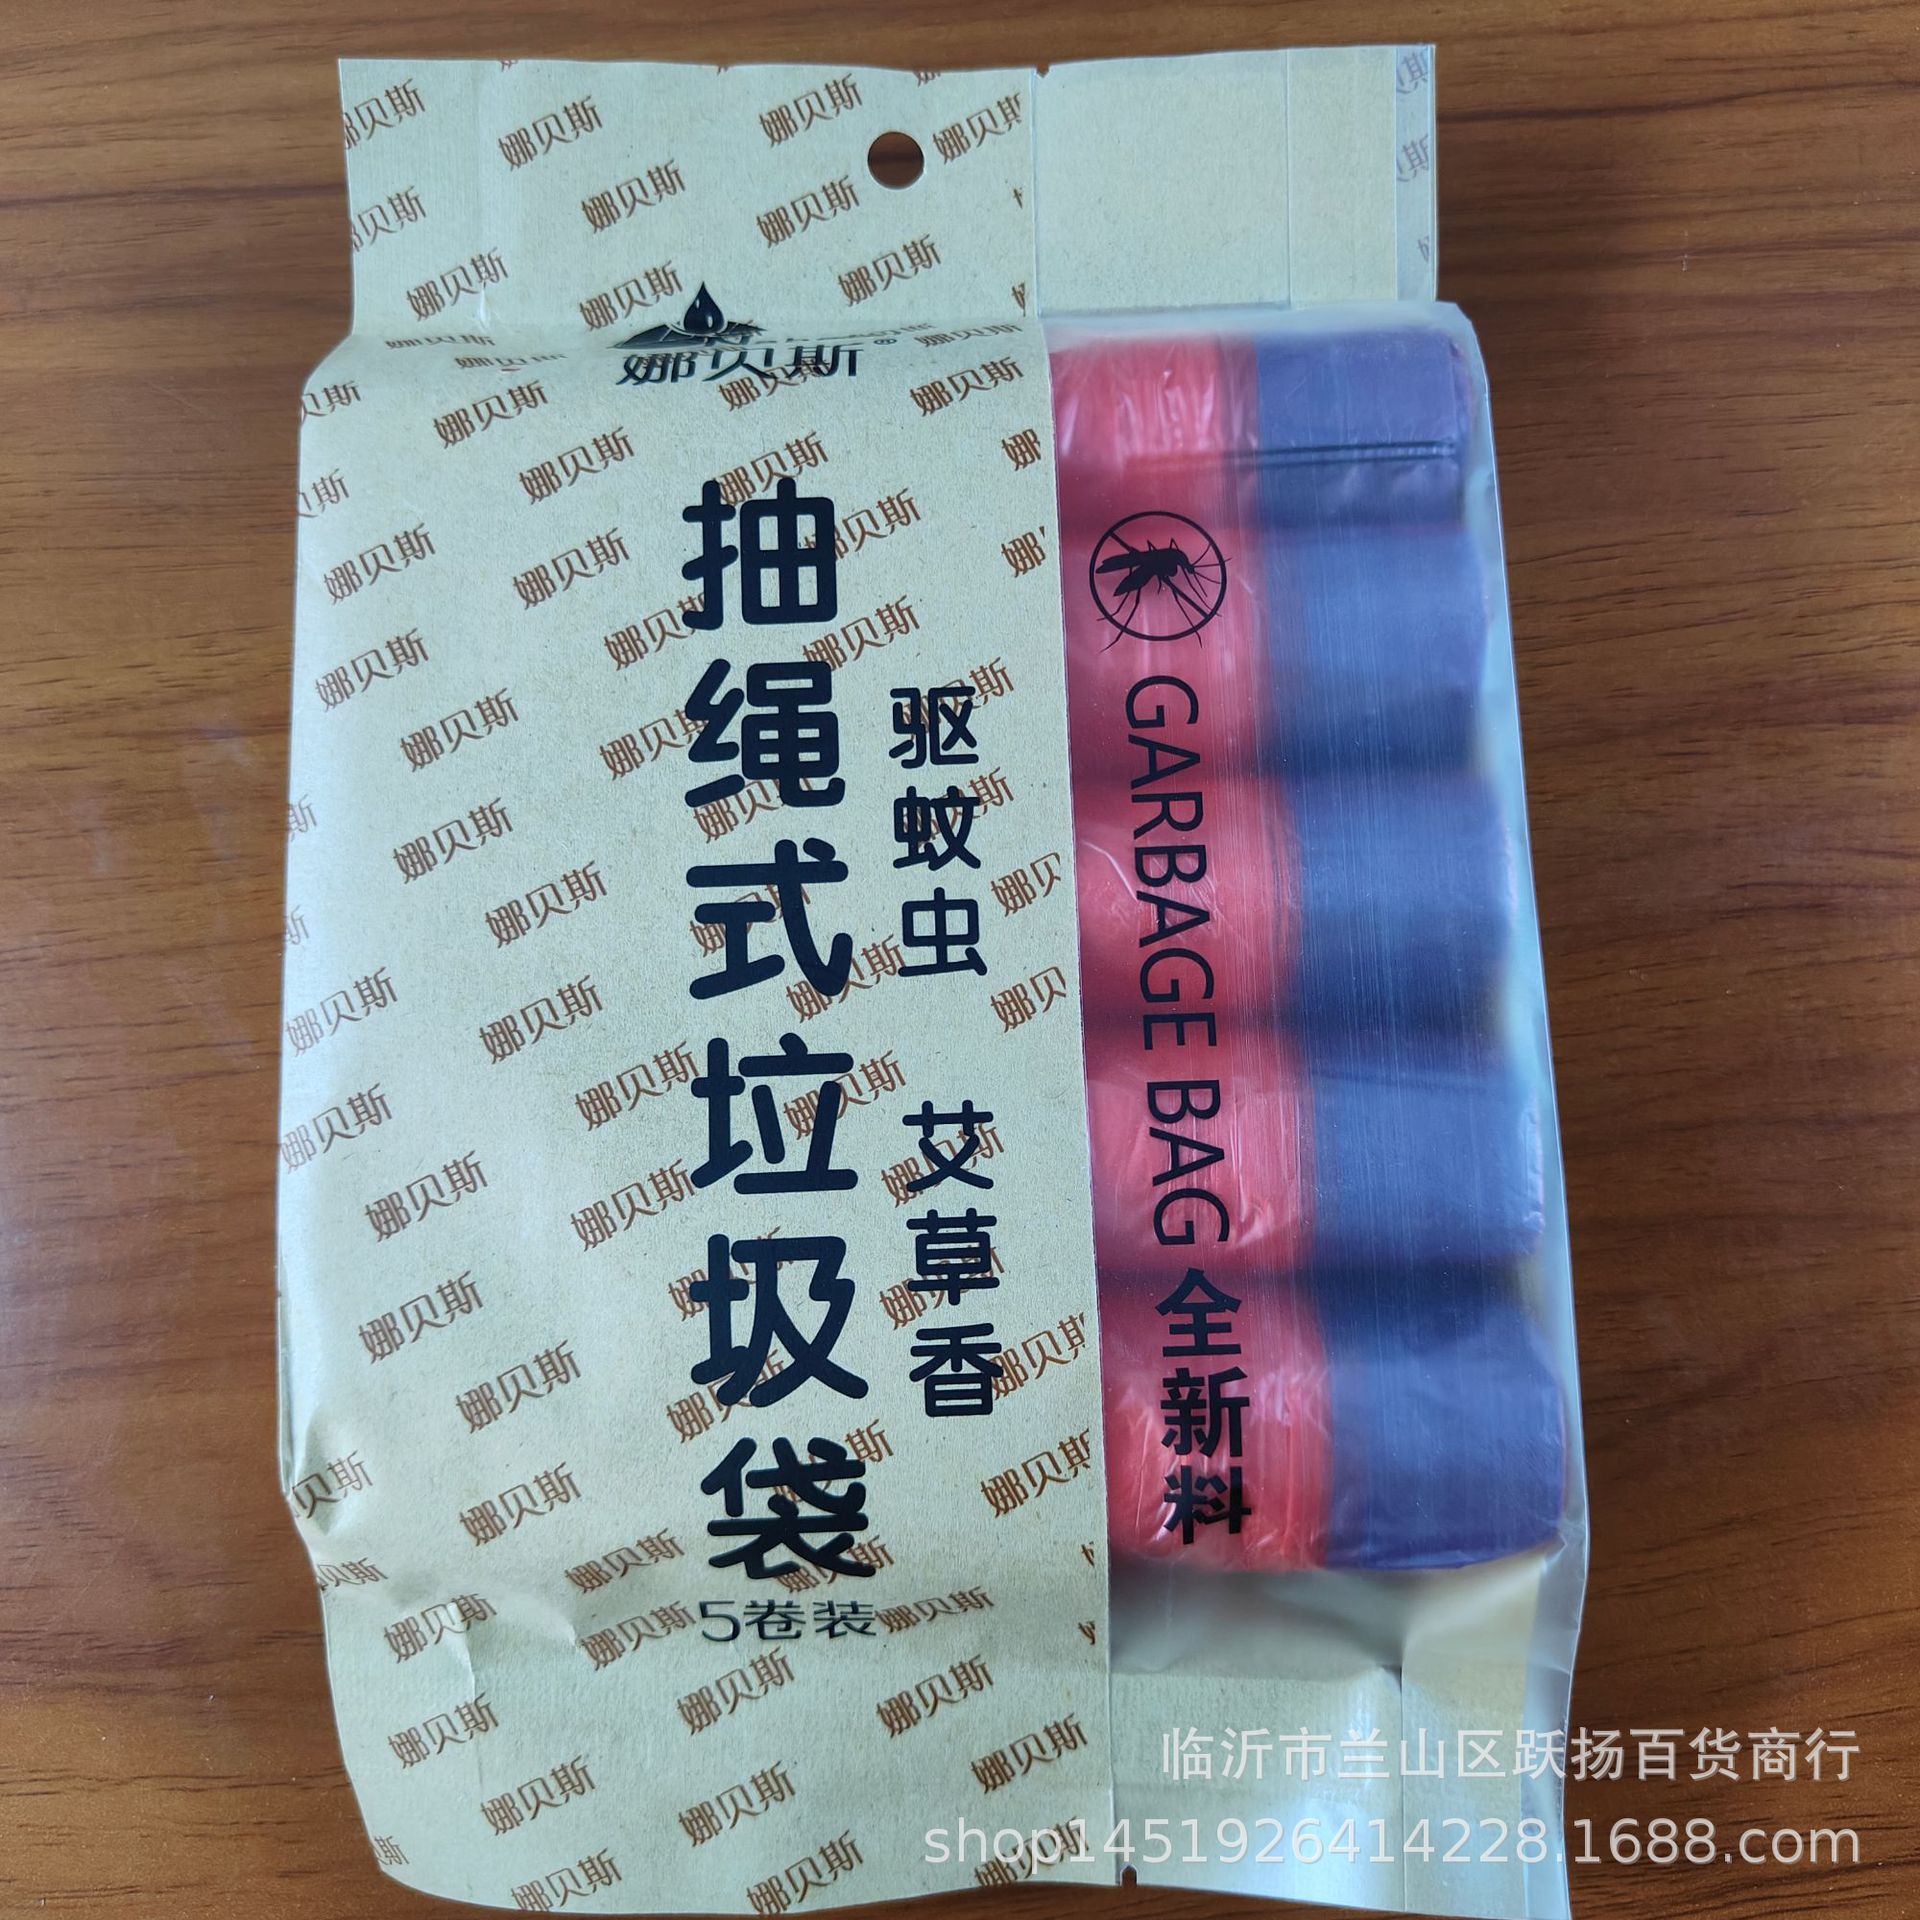 娜贝斯®
抽绳式垃圾袋
驱蚊虫 艾草香
5卷装
GARBAGE BAG 全新料
临沂市兰山区跃扬百货商行
shop1451926414228.1688.com